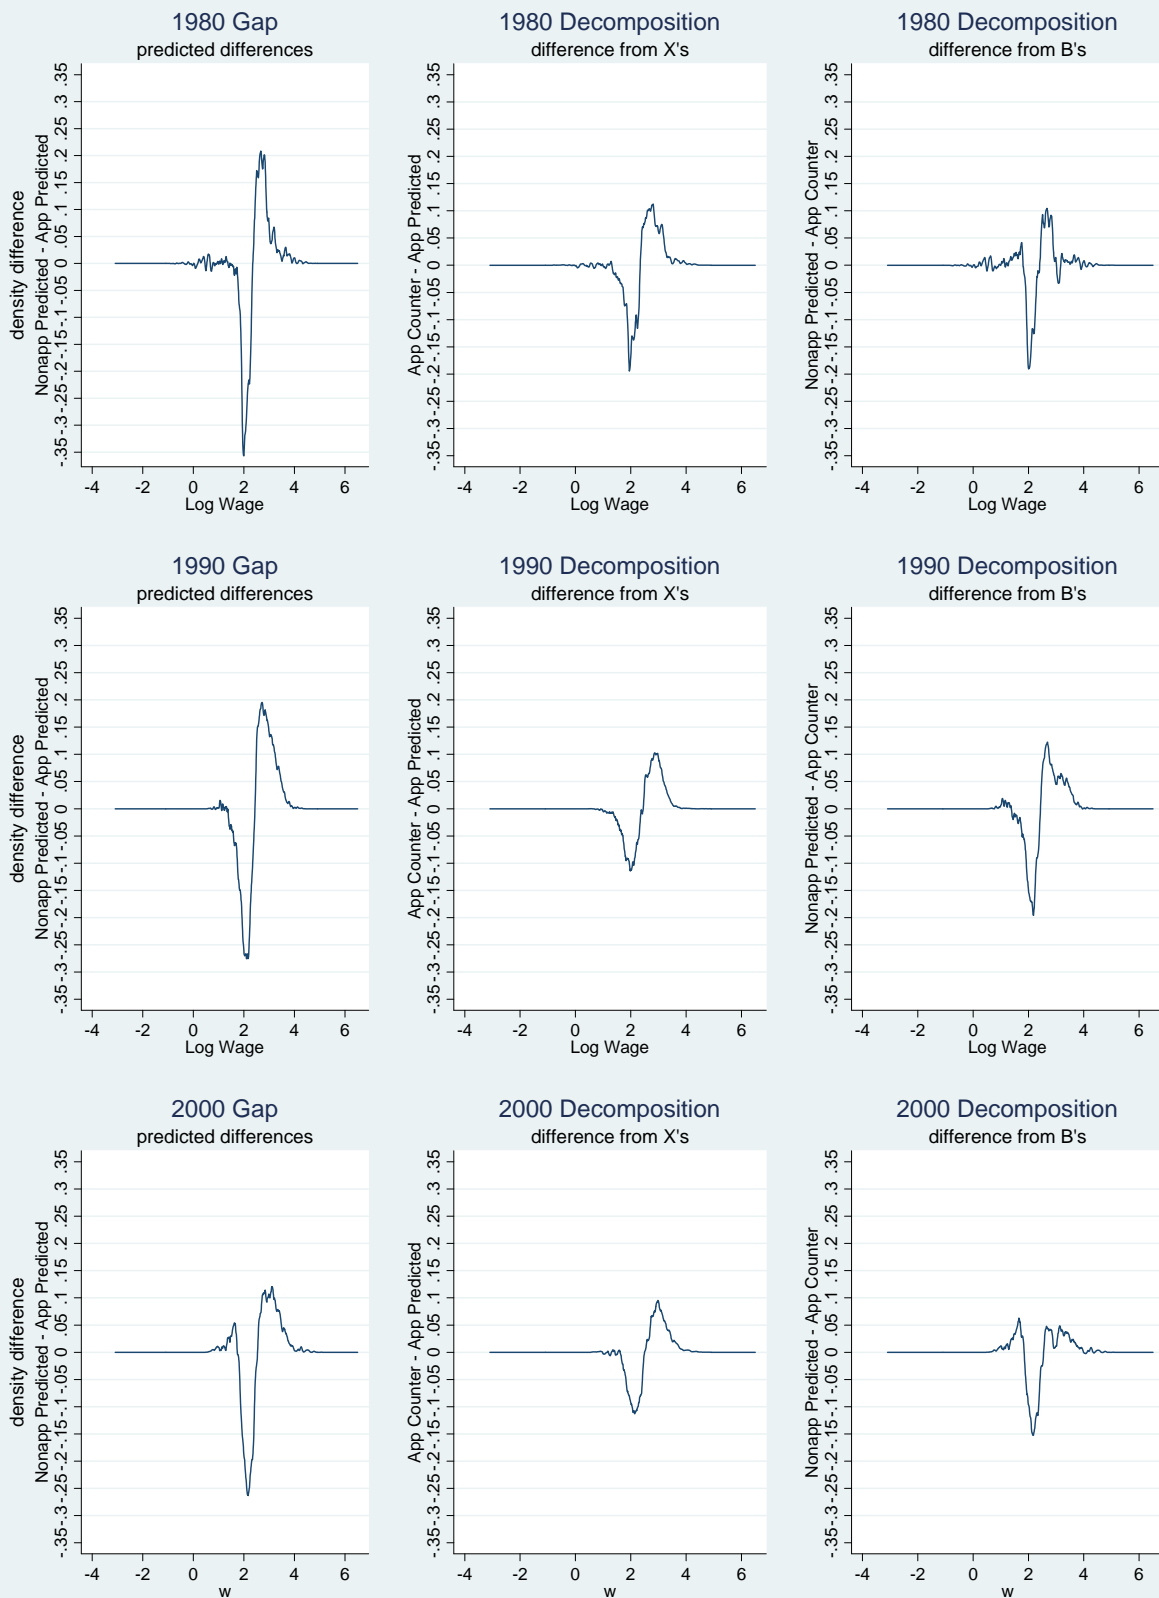 1980 Gap
predicted differences
density difference
Nonapp Predicted - App Predicted
-.35 -.3 -.25 -.2 -.15 -.1 -.05 0 .05 .1 .15 .2 .25 .3 .35
-4 -2 0 2 4 6
Log Wage
1980 Decomposition
difference from X's
App Counter - App Predicted
-.35 -.3 -.25 -.2 -.15 -.1 -.05 0 .05 .1 .15 .2 .25 .3 .35
-4 -2 0 2 4 6
Log Wage
1980 Decomposition
difference from B's
Nonapp Predicted - App Counter
-.35 -.3 -.25 -.2 -.15 -.1 -.05 0 .05 .1 .15 .2 .25 .3 .35
-4 -2 0 2 4 6
Log Wage
1990 Gap
predicted differences
density difference
Nonapp Predicted - App Predicted
-.35 -.3 -.25 -.2 -.15 -.1 -.05 0 .05 .1 .15 .2 .25 .3 .35
-4 -2 0 2 4 6
Log Wage
1990 Decomposition
difference from X's
App Counter - App Predicted
-.35 -.3 -.25 -.2 -.15 -.1 -.05 0 .05 .1 .15 .2 .25 .3 .35
-4 -2 0 2 4 6
Log Wage
1990 Decomposition
difference from B's
Nonapp Predicted - App Counter
-.35 -.3 -.25 -.2 -.15 -.1 -.05 0 .05 .1 .15 .2 .25 .3 .35
-4 -2 0 2 4 6
Log Wage
2000 Gap
predicted differences
density difference
Nonapp Predicted - App Predicted
-.35 -.3 -.25 -.2 -.15 -.1 -.05 0 .05 .1 .15 .2 .25 .3 .35
-4 -2 0 2 4 6
w
2000 Decomposition
difference from X's
App Counter - App Predicted
-.35 -.3 -.25 -.2 -.15 -.1 -.05 0 .05 .1 .15 .2 .25 .3 .35
-4 -2 0 2 4 6
w
2000 Decomposition
difference from B's
Nonapp Predicted - App Counter
-.35 -.3 -.25 -.2 -.15 -.1 -.05 0 .05 .1 .15 .2 .25 .3 .35
-4 -2 0 2 4 6
w